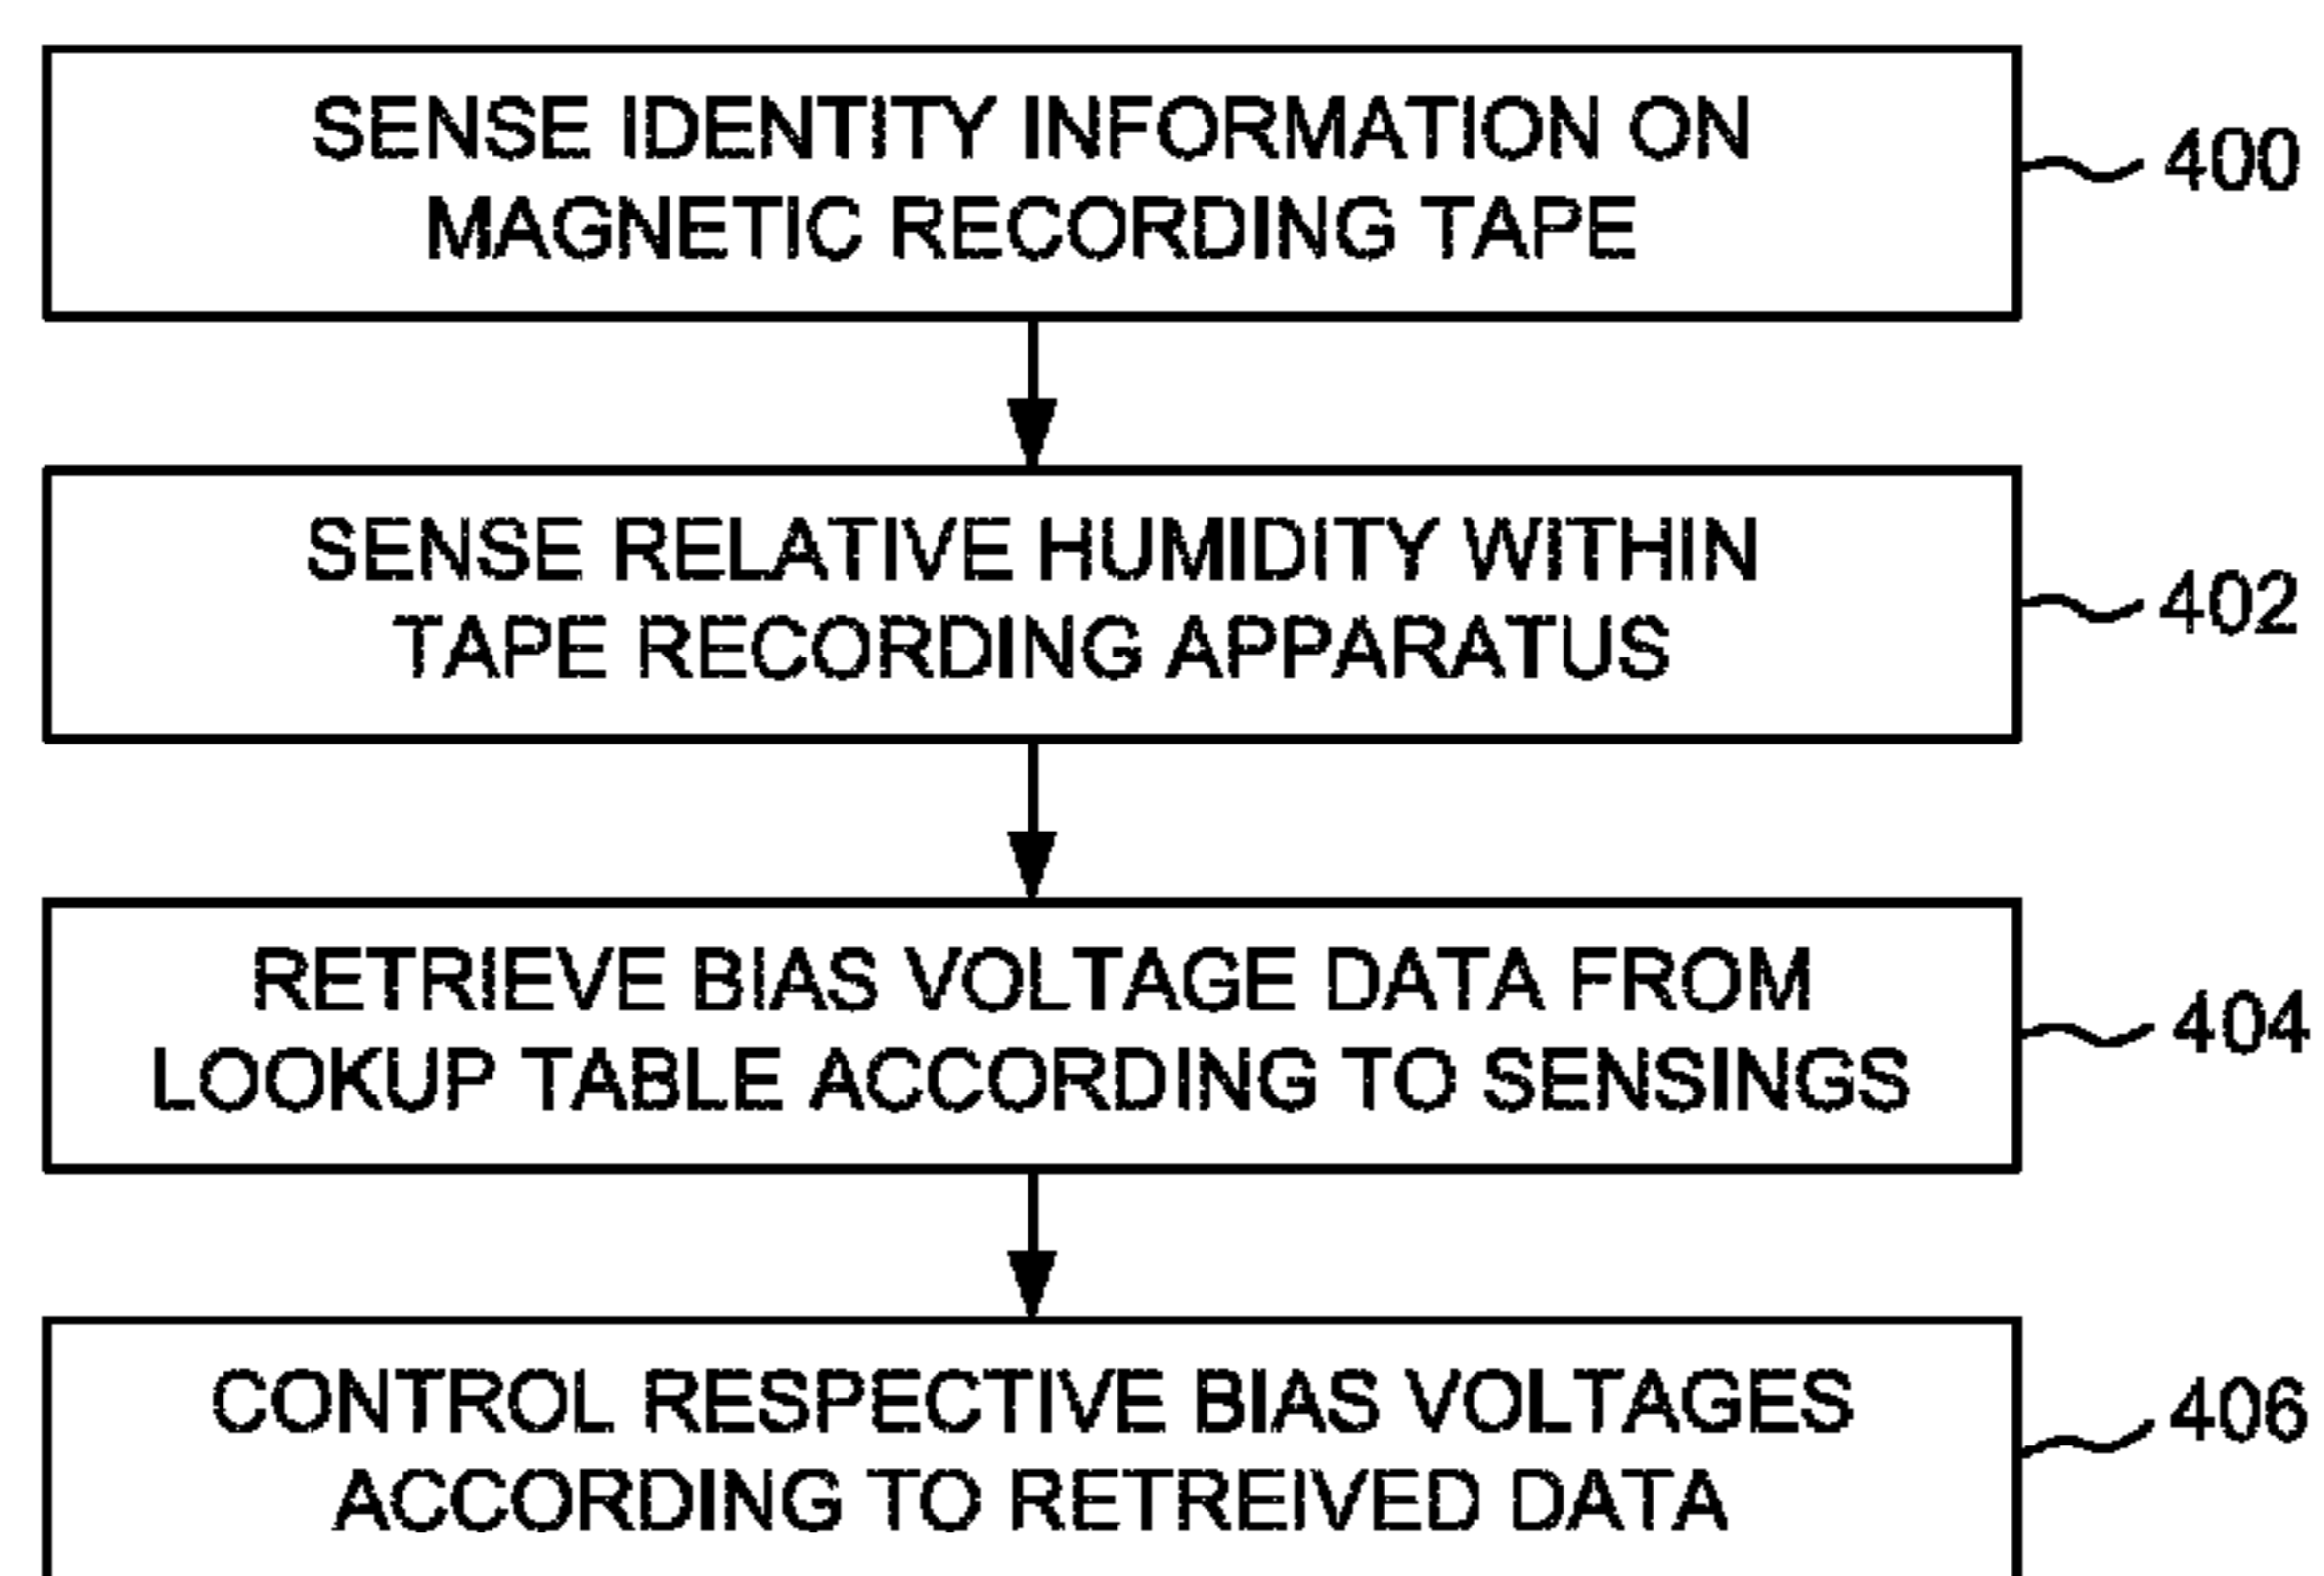 SENSE IDENTITY INFORMATION ON
MAGNETIC RECORDING TAPE
400
SENSE RELATIVE HUMIDITY WITHIN
TAPE RECORDING APPARATUS
402
RETRIEVE BIAS VOLTAGE DATA FROM
LOOKUP TABLE ACCORDING TO SENSINGS
404
CONTROL RESPECTIVE BIAS VOLTAGES
ACCORDING TO RETREIVED DATA
406